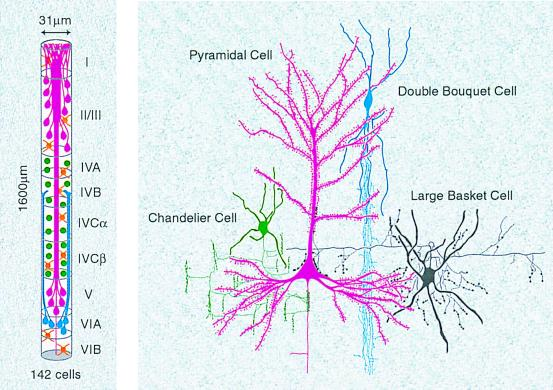 31μm
I
II/III
IVA
IVB
IVCα
IVCβ
V
VIA
VIB
1600μm
142 cells
Pyramidal Cell
Double Bouquet Cell
Large Basket Cell
Chandelier Cell